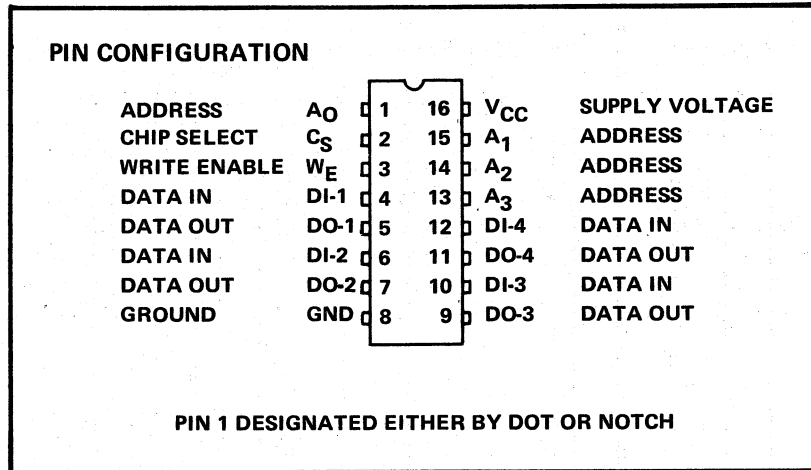 PIN CONFIGURATION
ADDRESS AO 1 16 VCC SUPPLY VOLTAGE
CHIP SELECT CS 2 15 A1 ADDRESS
WRITE ENABLE WE 3 14 A2 ADDRESS
DATA IN DI-1 4 13 A3 ADDRESS
DATA OUT DO-1 5 12 DI-4 DATA IN
DATA IN DI-2 6 11 DO-4 DATA OUT
DATA OUT DO-2 7 10 DI-3 DATA IN
GROUND GND 8 9 DO-3 DATA OUT
PIN 1 DESIGNATED EITHER BY DOT OR NOTCH